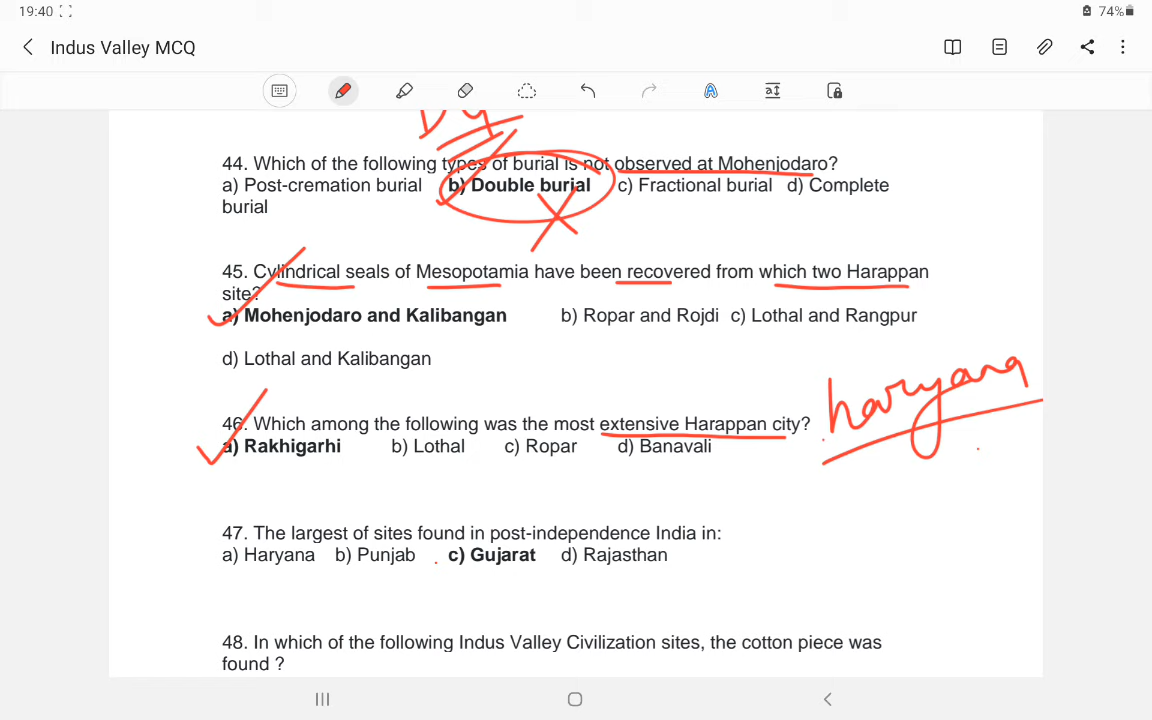 19:40
74%
Indus Valley MCQ
44. Which of the following types of burial is not observed at Mohenjodaro?
a) Post-cremation burial b) Double burial c) Fractional burial d) Complete
burial
45. Cylindrical seals of Mesopotamia have been recovered from which two Harappan
site?
a) Mohenjodaro and Kalibangan b) Ropar and Rojdi c) Lothal and Rangpur
d) Lothal and Kalibangan
haryana
46. Which among the following was the most extensive Harappan city?
a) Rakhigarhi b) Lothal c) Ropar d) Banavali
47. The largest of sites found in post-independence India in:
a) Haryana b) Punjab c) Gujarat d) Rajasthan
48. In which of the following Indus Valley Civilization sites, the cotton piece was
found ?